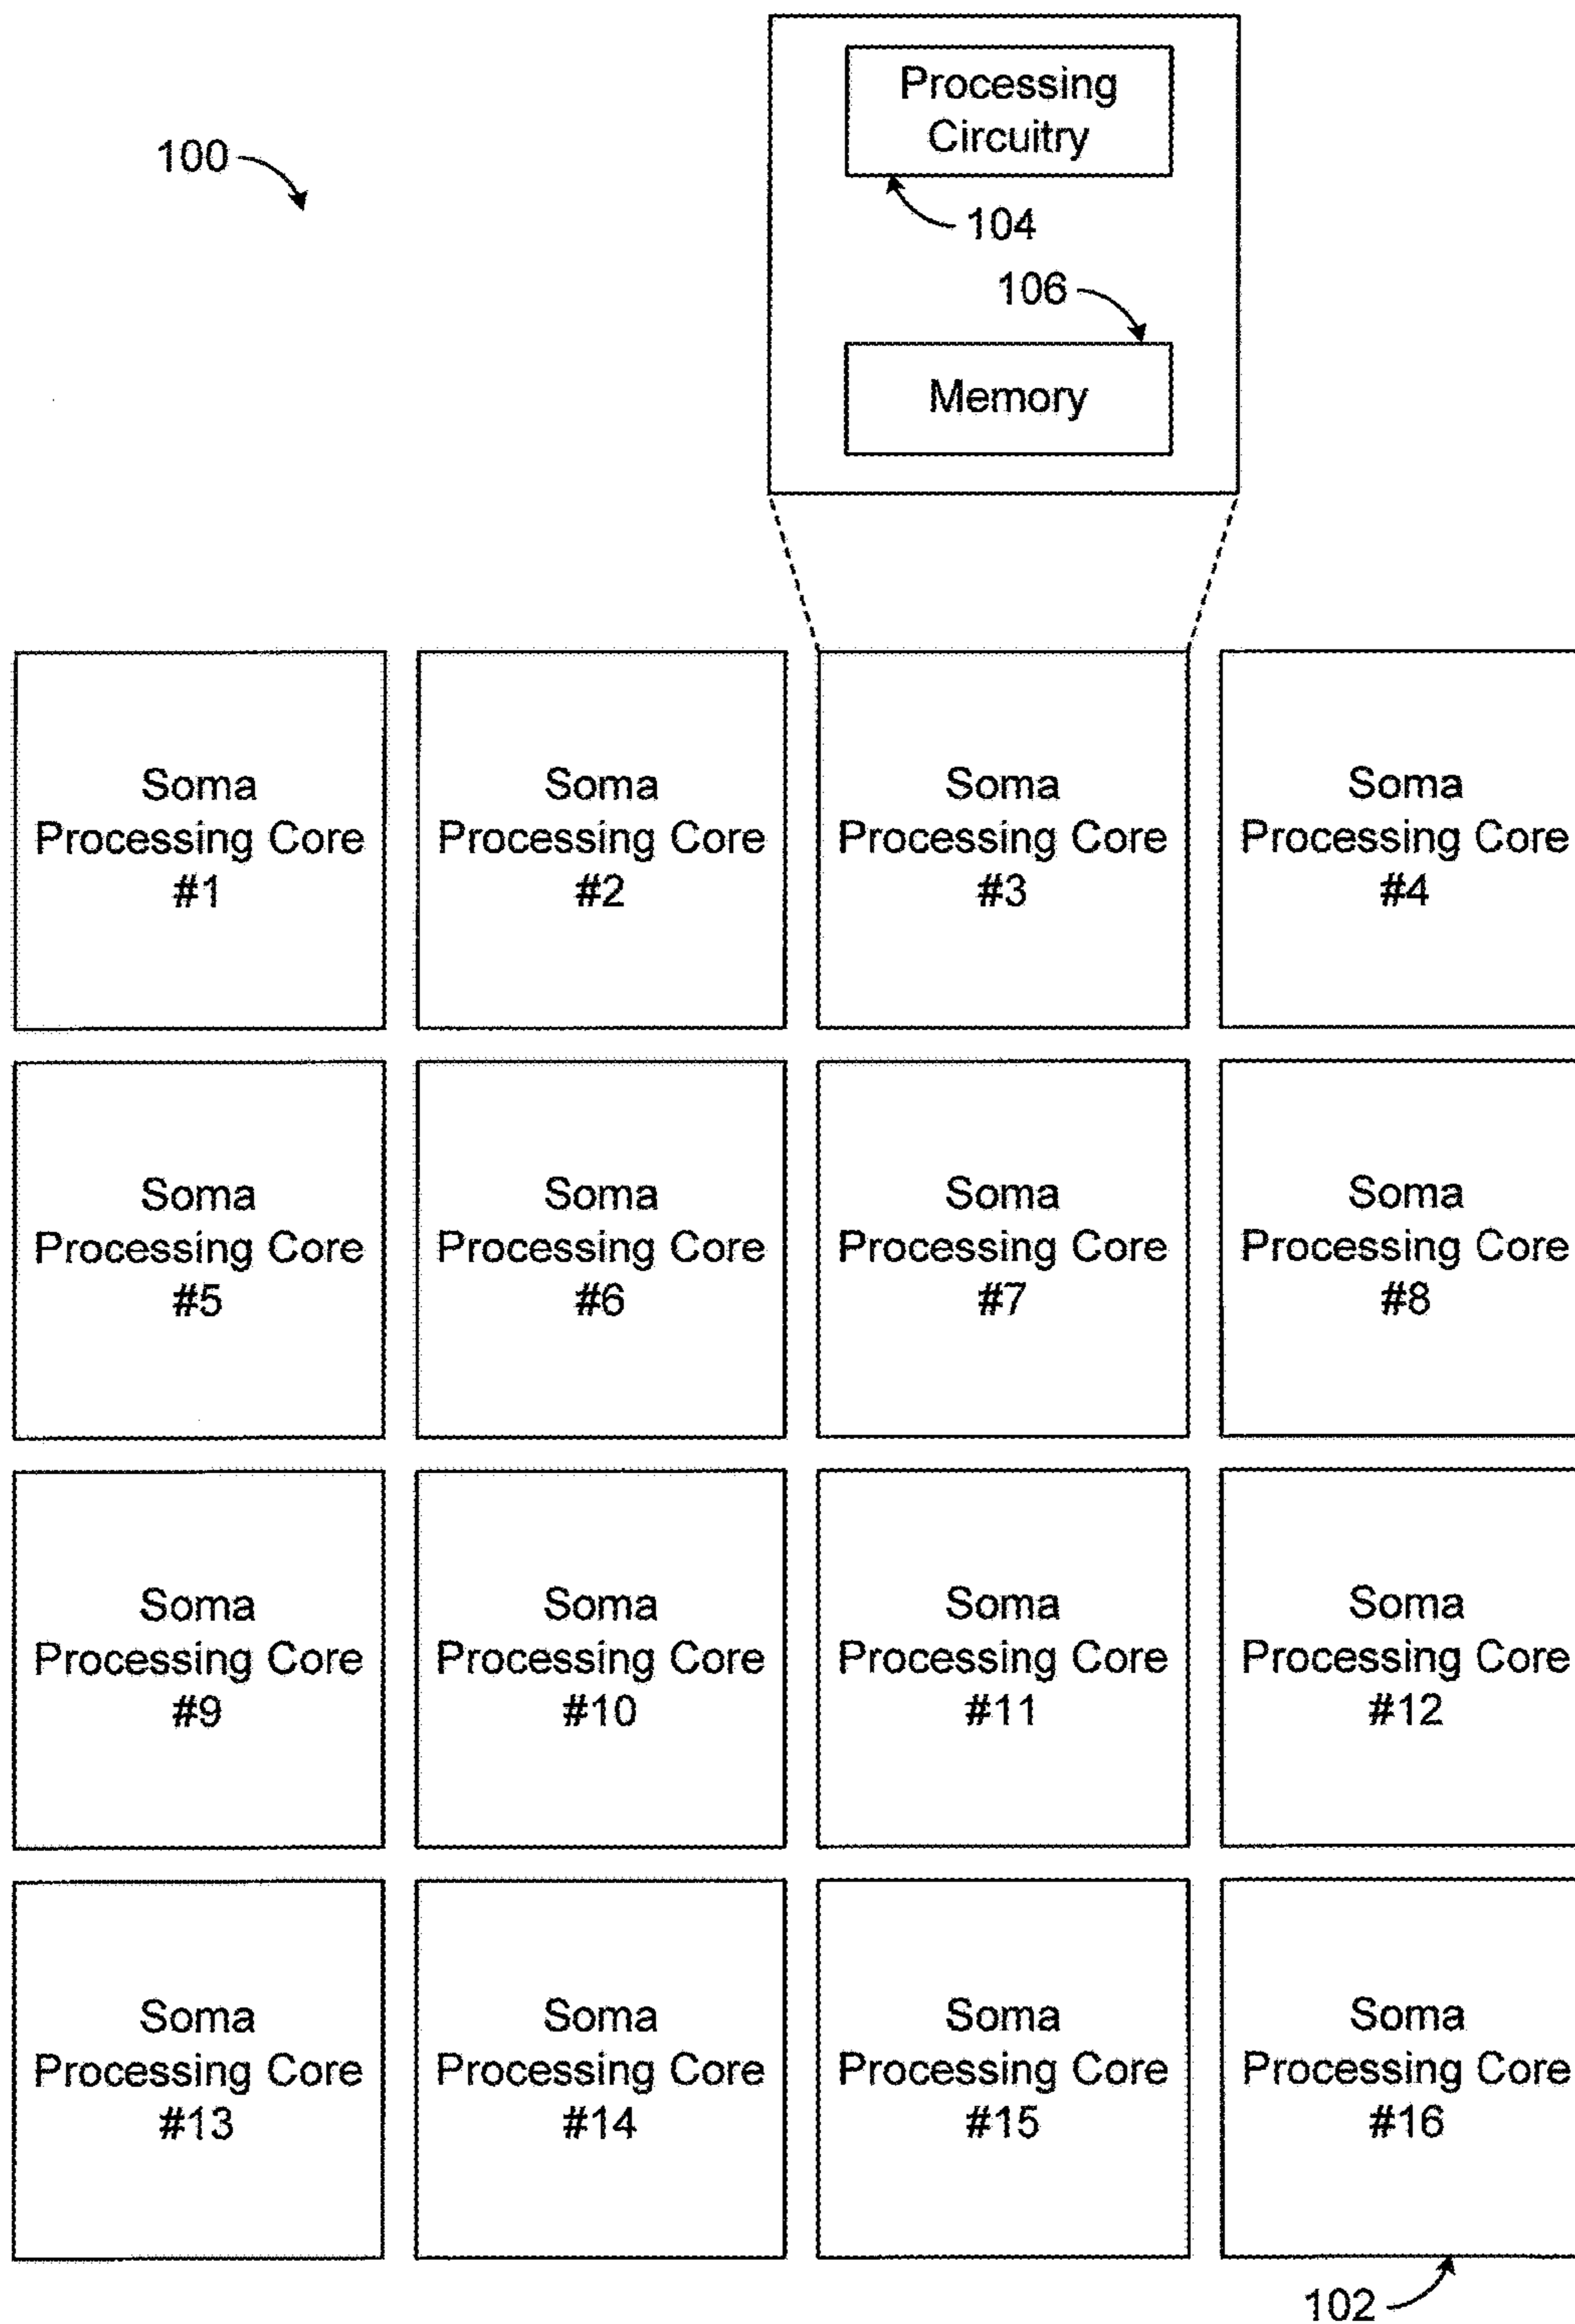 Processing
Circuitry
100
104
106
Memory
Soma
Processing Core
#1
Soma
Processing Core
#2
Soma
Processing Core
#3
Soma
Processing Core
#4
Soma
Processing Core
#5
Soma
Processing Core
#6
Soma
Processing Core
#7
Soma
Processing Core
#8
Soma
Processing Core
#9
Soma
Processing Core
#10
Soma
Processing Core
#11
Soma
Processing Core
#12
Soma
Processing Core
#13
Soma
Processing Core
#14
Soma
Processing Core
#15
Soma
Processing Core
#16
102